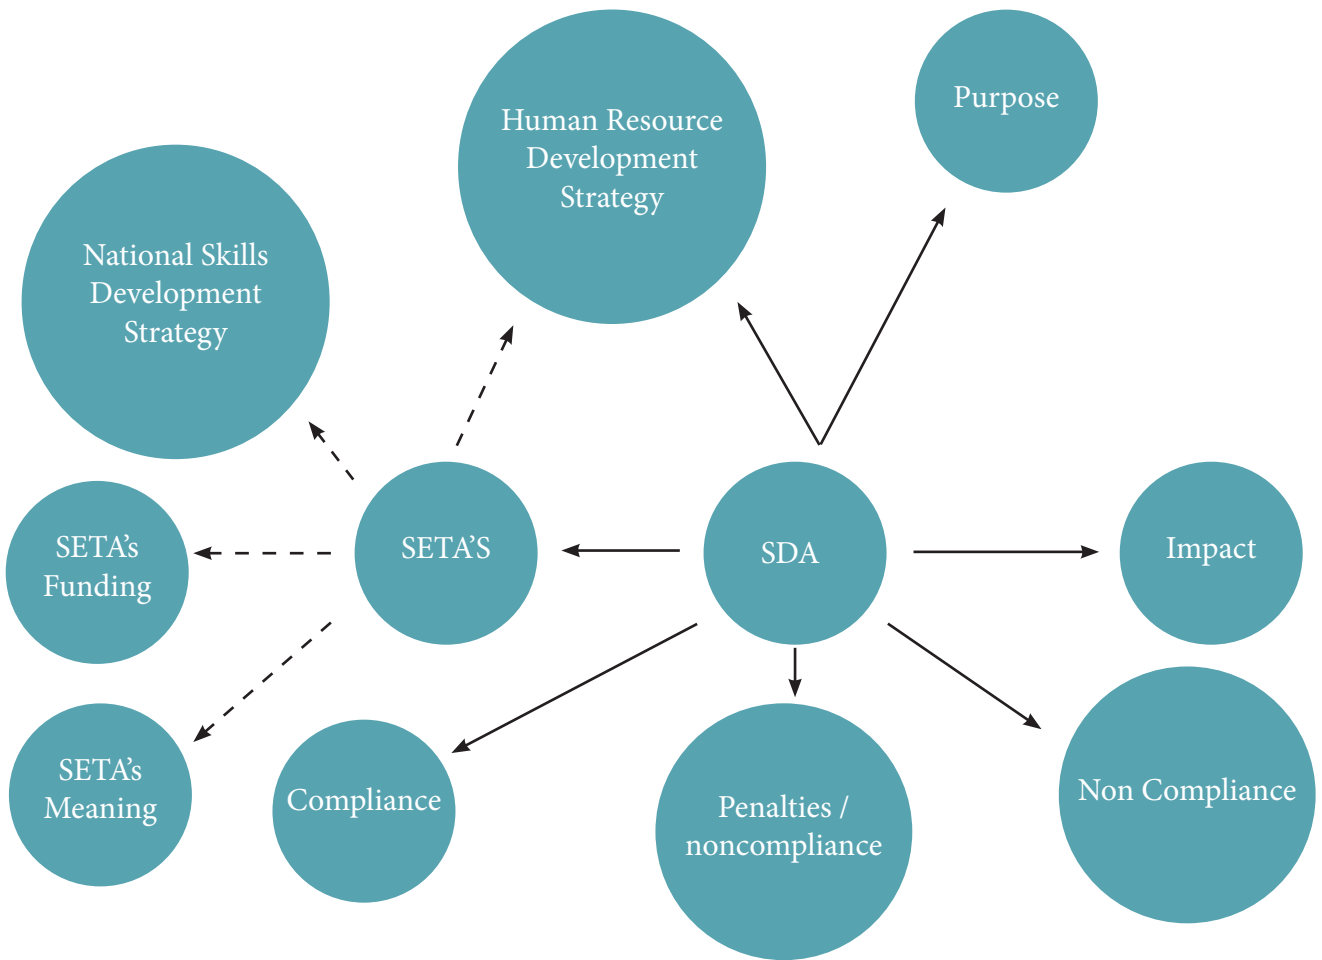 Purpose
Human Resource
Development
Strategy
National Skills
Development
Strategy
SETA’s
Funding
SETA’S
SDA
Impact
SETA’s
Meaning
Compliance
Penalties /
noncompliance
Non Compliance